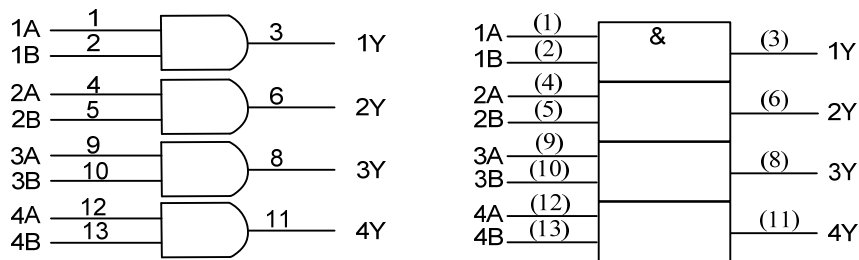 1A 1 3 1Y
1B 2
2A 4 6 2Y
2B 5
3A 9 8 3Y
3B 10
4A 12 11 4Y
4B 13
&
1A (1) (3) 1Y
1B (2)
2A (4) (6) 2Y
2B (5)
3A (9) (8) 3Y
3B (10)
4A (12) (11) 4Y
4B (13)